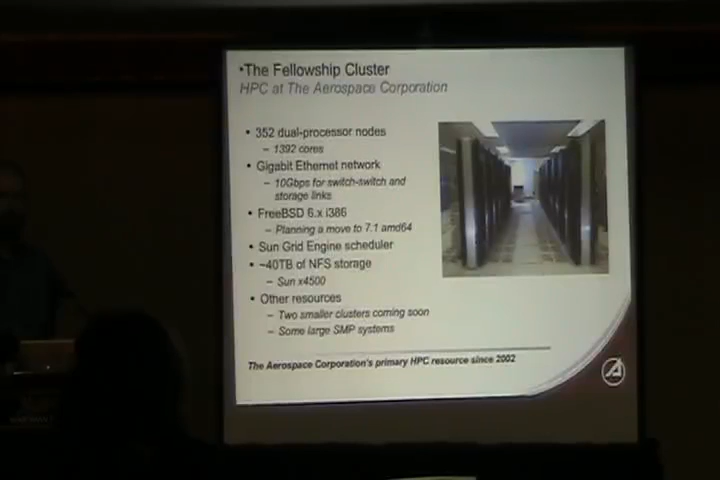 •The Fellowship Cluster
HPC at The Aerospace Corporation
• 352 dual-processor nodes
– 1392 cores
• Gigabit Ethernet network
– 10Gbps for switch-switch and
storage links
• FreeBSD 6.x i386
– Planning a move to 7.1 amd64
• Sun Grid Engine scheduler
• ~40TB of NFS storage
– Sun x4500
• Other resources
– Two smaller clusters coming soon
– Some large SMP systems
The Aerospace Corporation's primary HPC resource since 2002